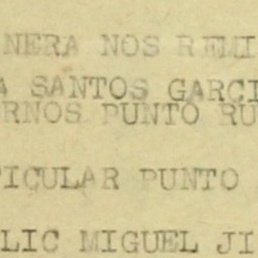 NERA NOS REMI
A SANTOS GARCI
RNOS PUNTO RU
ICULAR PUNTO
LIC MIGUEL JI